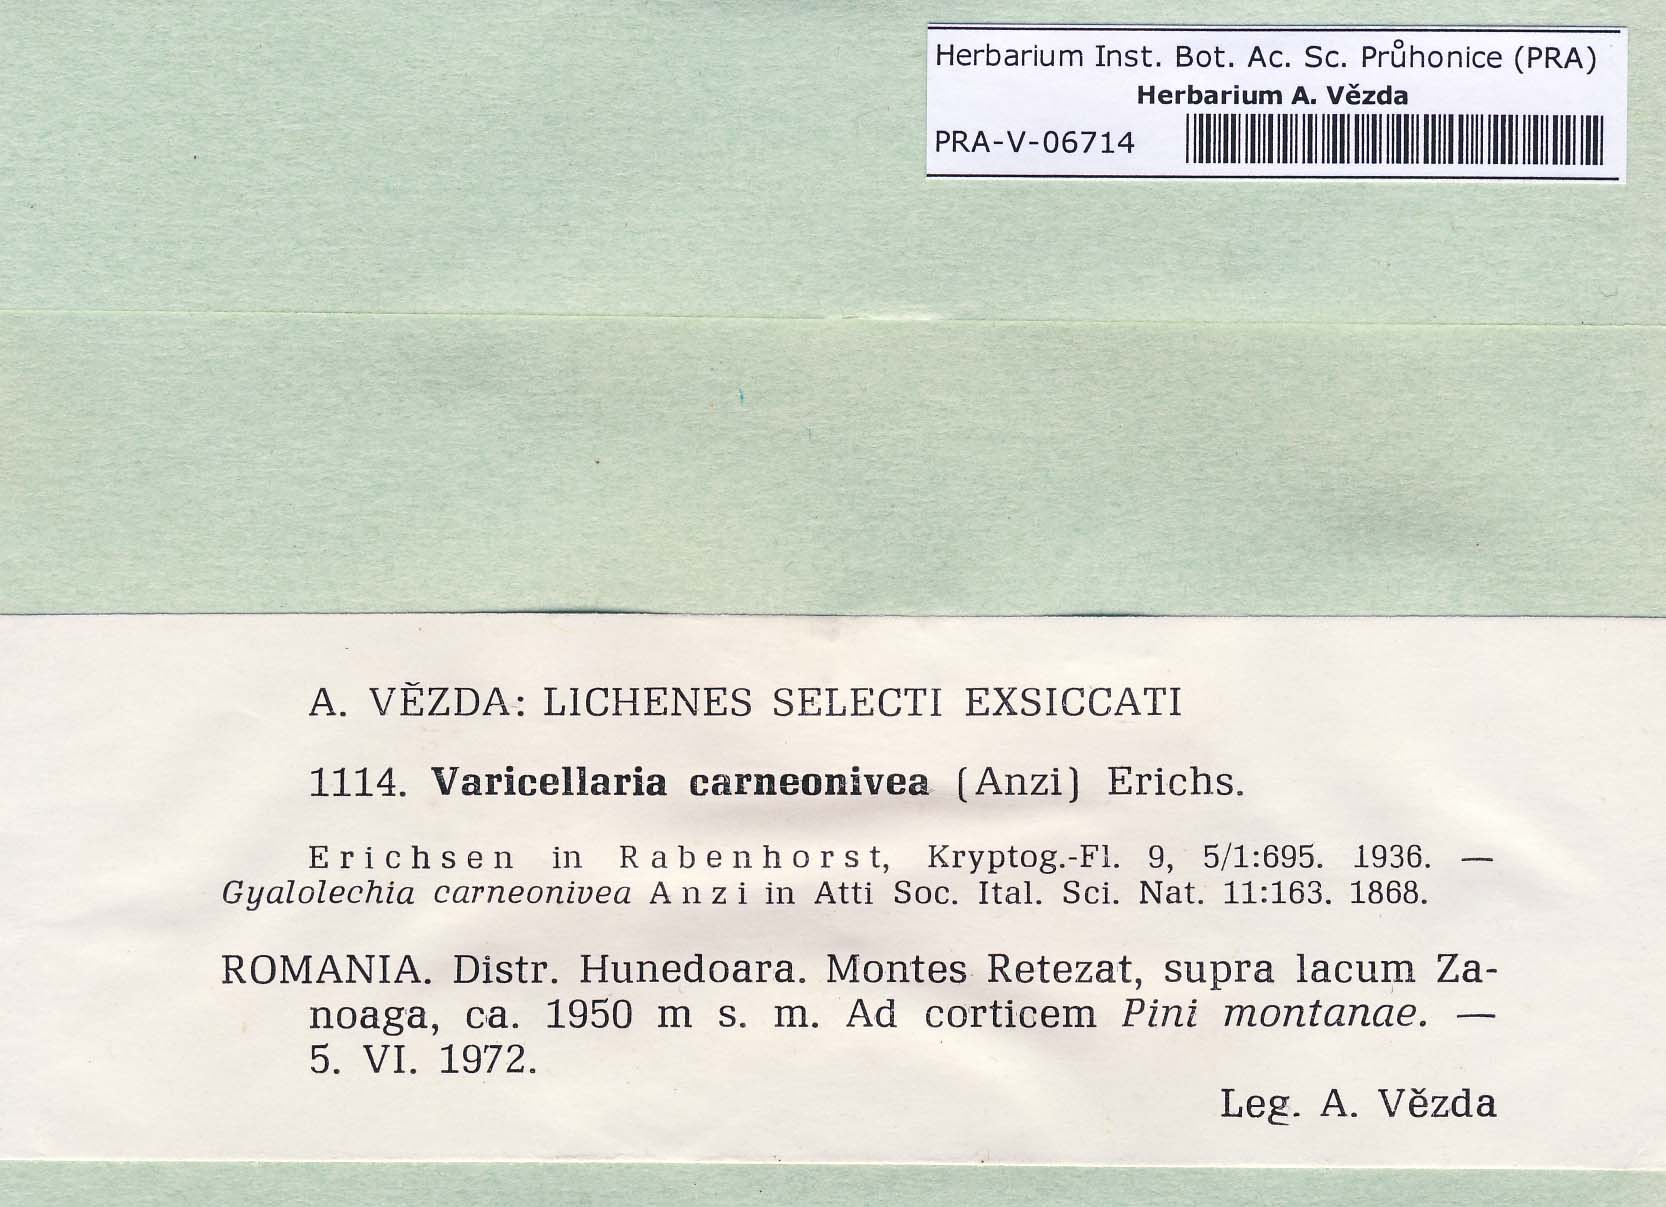 Herbarium Inst. Bot. Ac. Sc. Průhonice (PRA)
Herbarium A. Vězda
PRA-V-06714
A. VĚZDA: LICHENES SELECTI EXSICCATI
1114. Varicellaria carneonivea (Anzi) Erichs.
Erichsen in Rabenhorst, Kryptog.-Fl. 9, 5/1:695. 1936. —
Gyalolechia carneonivea Anzi in Atti Soc. Ital. Sci. Nat. 11:163. 1868.
ROMANIA. Distr. Hunedoara. Montes Retezat, supra lacum Za-
noaga, ca. 1950 m s. m. Ad corticem Pini montanae. —
5. VI. 1972.
Leg. A. Vězda